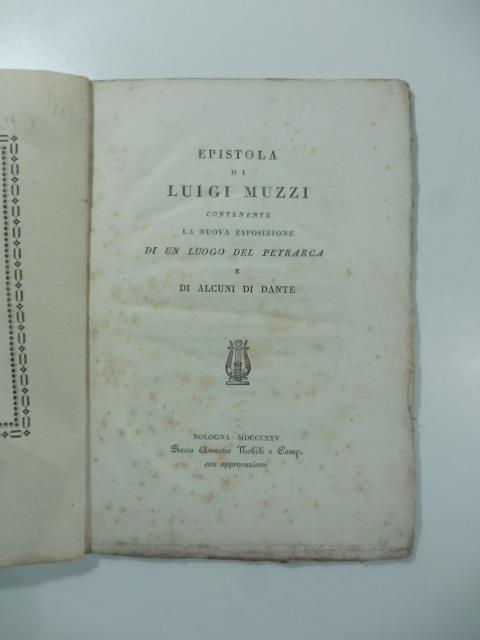 EPISTOLA
DI
LUIGI MUZZI
CONTENENTE
LA NUOVA ESPOSIZIONE
DI UN LUOGO DEL PETRARCA
E
DI ALCUNI DI DANTE
BOLOGNA · MDCCCXXV
Presso Annesio Nobili e Comp.
con approvazione